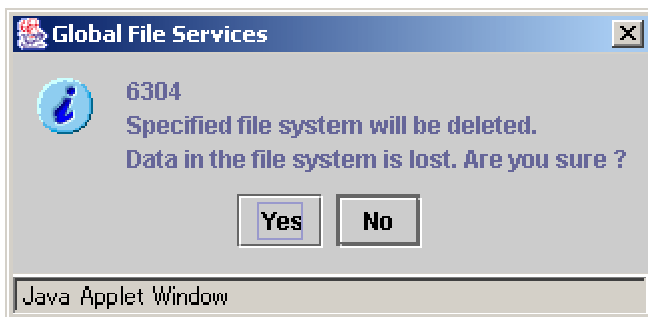 Global File Services
6304
Specified file system will be deleted.
Data in the file system is lost. Are you sure ?
Yes No
Java Applet Window